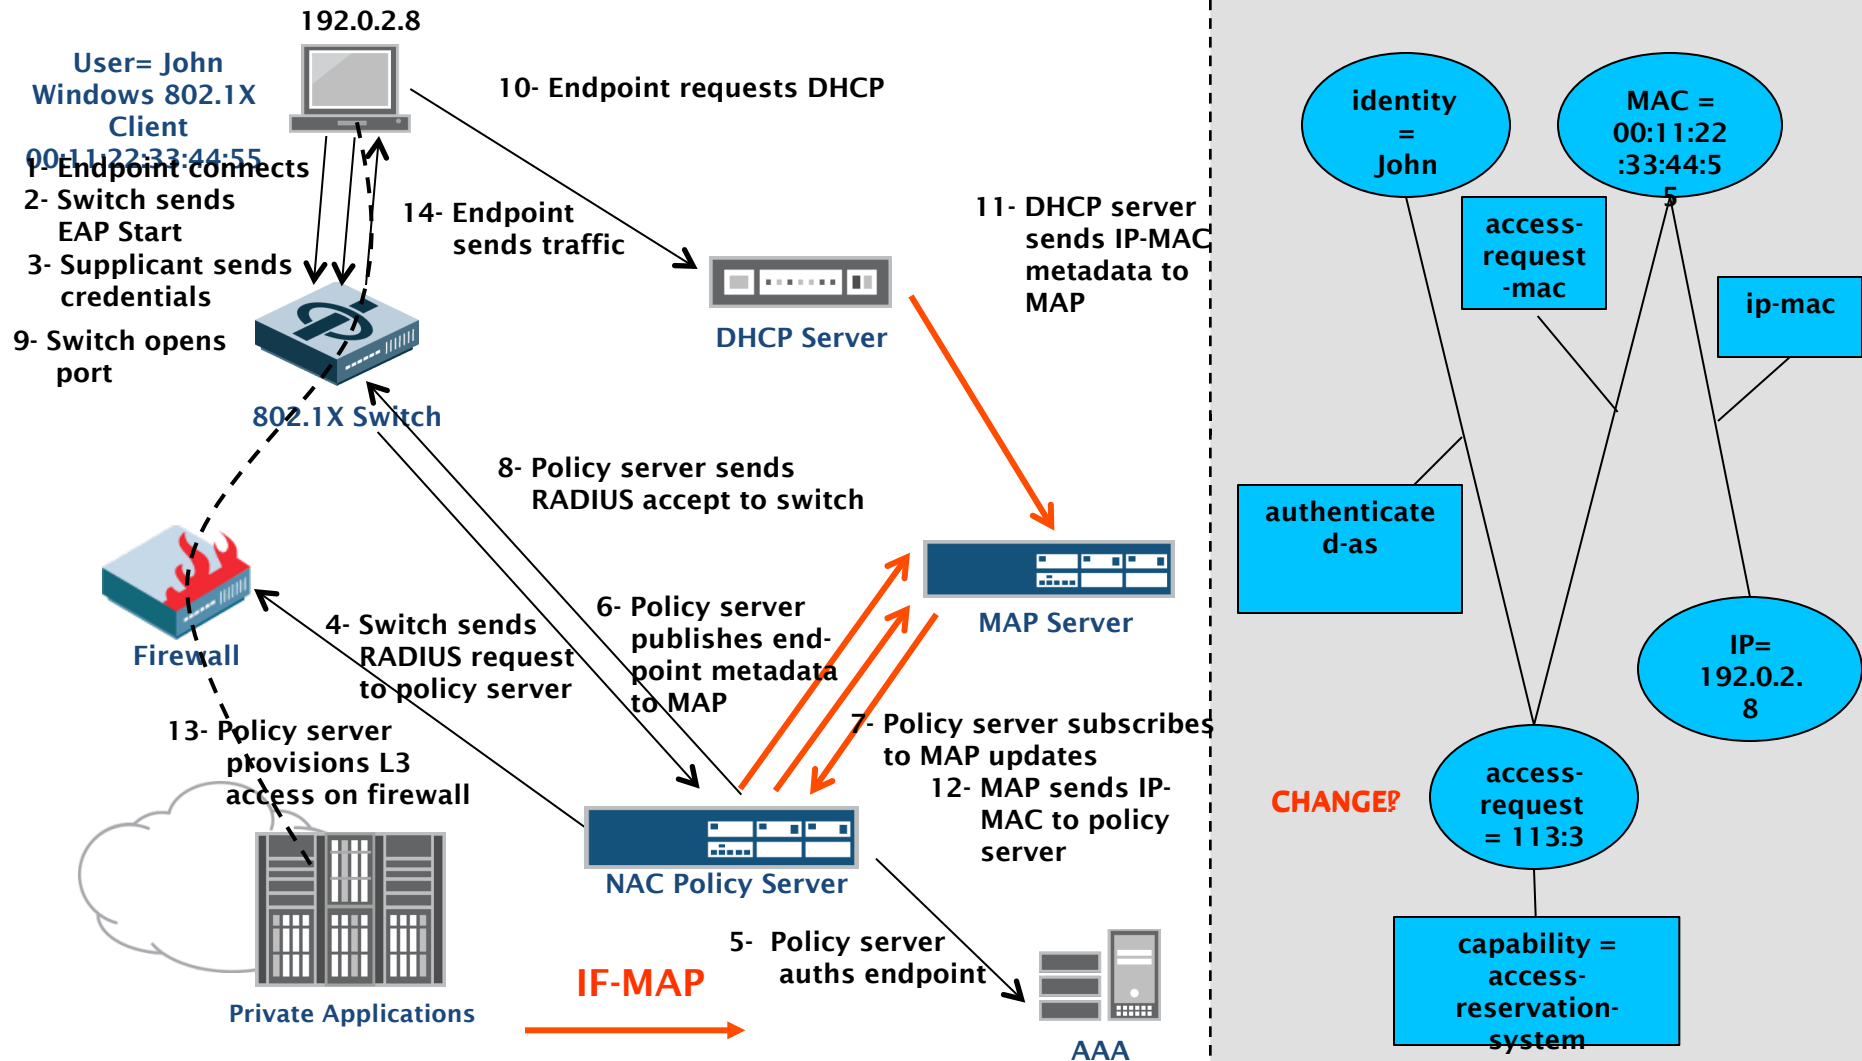 192.0.2.8
User= John
Windows 802.1X
Client
00:11:22:33:44:55
1- Endpoint connects
2- Switch sends
EAP Start
3- Supplicant sends
credentials
9- Switch opens
port
10- Endpoint requests DHCP
14- Endpoint
sends traffic
11- DHCP server
sends IP-MAC
metadata to
MAP
DHCP Server
802.1X Switch
8- Policy server sends
RADIUS accept to switch
Firewall
4- Switch sends
RADIUS request
to policy server
6- Policy server
publishes end-
point metadata
to MAP
MAP Server
7- Policy server subscribes
to MAP updates
12- MAP sends IP-
MAC to policy
server
13- Policy server
provisions L3
access on firewall
NAC Policy Server
5- Policy server
auths endpoint
IF-MAP
Private Applications
AAA
identity
=
John
MAC =
00:11:22
:33:44:5
5
access-
request
-mac
ip-mac
authenticate
d-as
IP=
192.0.2.
8
CHANGE!?
access-
request
= 113:3
capability =
access-
reservation-
system